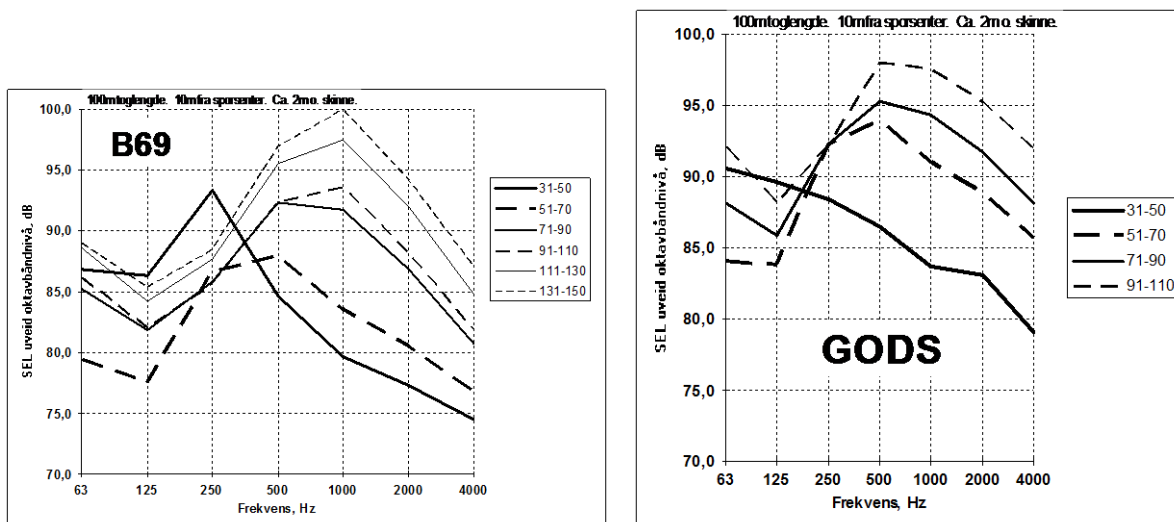 100mtoglengde. 10mfra sporsenter. Ca. 2mo. skinne.
B69
SEL uveid oktavbåndnivå, dB
100,0
95,0
90,0
85,0
80,0
75,0
70,0
63 125 250 500 1000 2000 4000
Frekvens, Hz
31-50
51-70
71-90
91-110
111-130
131-150
100mtoglengde. 10mfra sporsenter. Ca. 2mo. skinne.
GODS
SEL uveid oktavbåndnivå, dB
100,0
95,0
90,0
85,0
80,0
75,0
70,0
63 125 250 500 1000 2000 4000
Frekvens, Hz
31-50
51-70
71-90
91-110